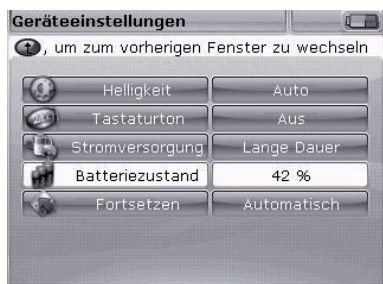 Geräteeinstellungen
, um zum vorherigen Fenster zu wechseln
Helligkeit Auto
Tastaturton Aus
Stromversorgung Lange Dauer
Batteriezustand 42 %
Fortsetzen Automatisch